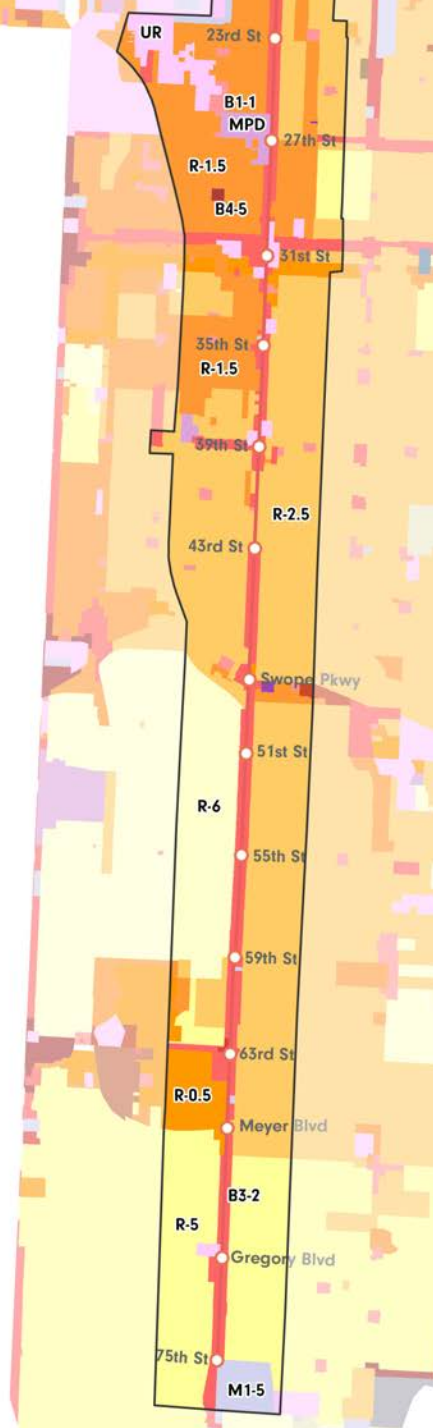 UR
23rd St
B1-1
MPD
27th St
R-1.5
B4-5
31st St
35th St
R-1.5
39th St
R-2.5
43rd St
Swope Pkwy
51st St
R-6
55th St
59th St
63rd St
R-0.5
Meyer Blvd
B3-2
R-5
Gregory Blvd
75th St
M1-5